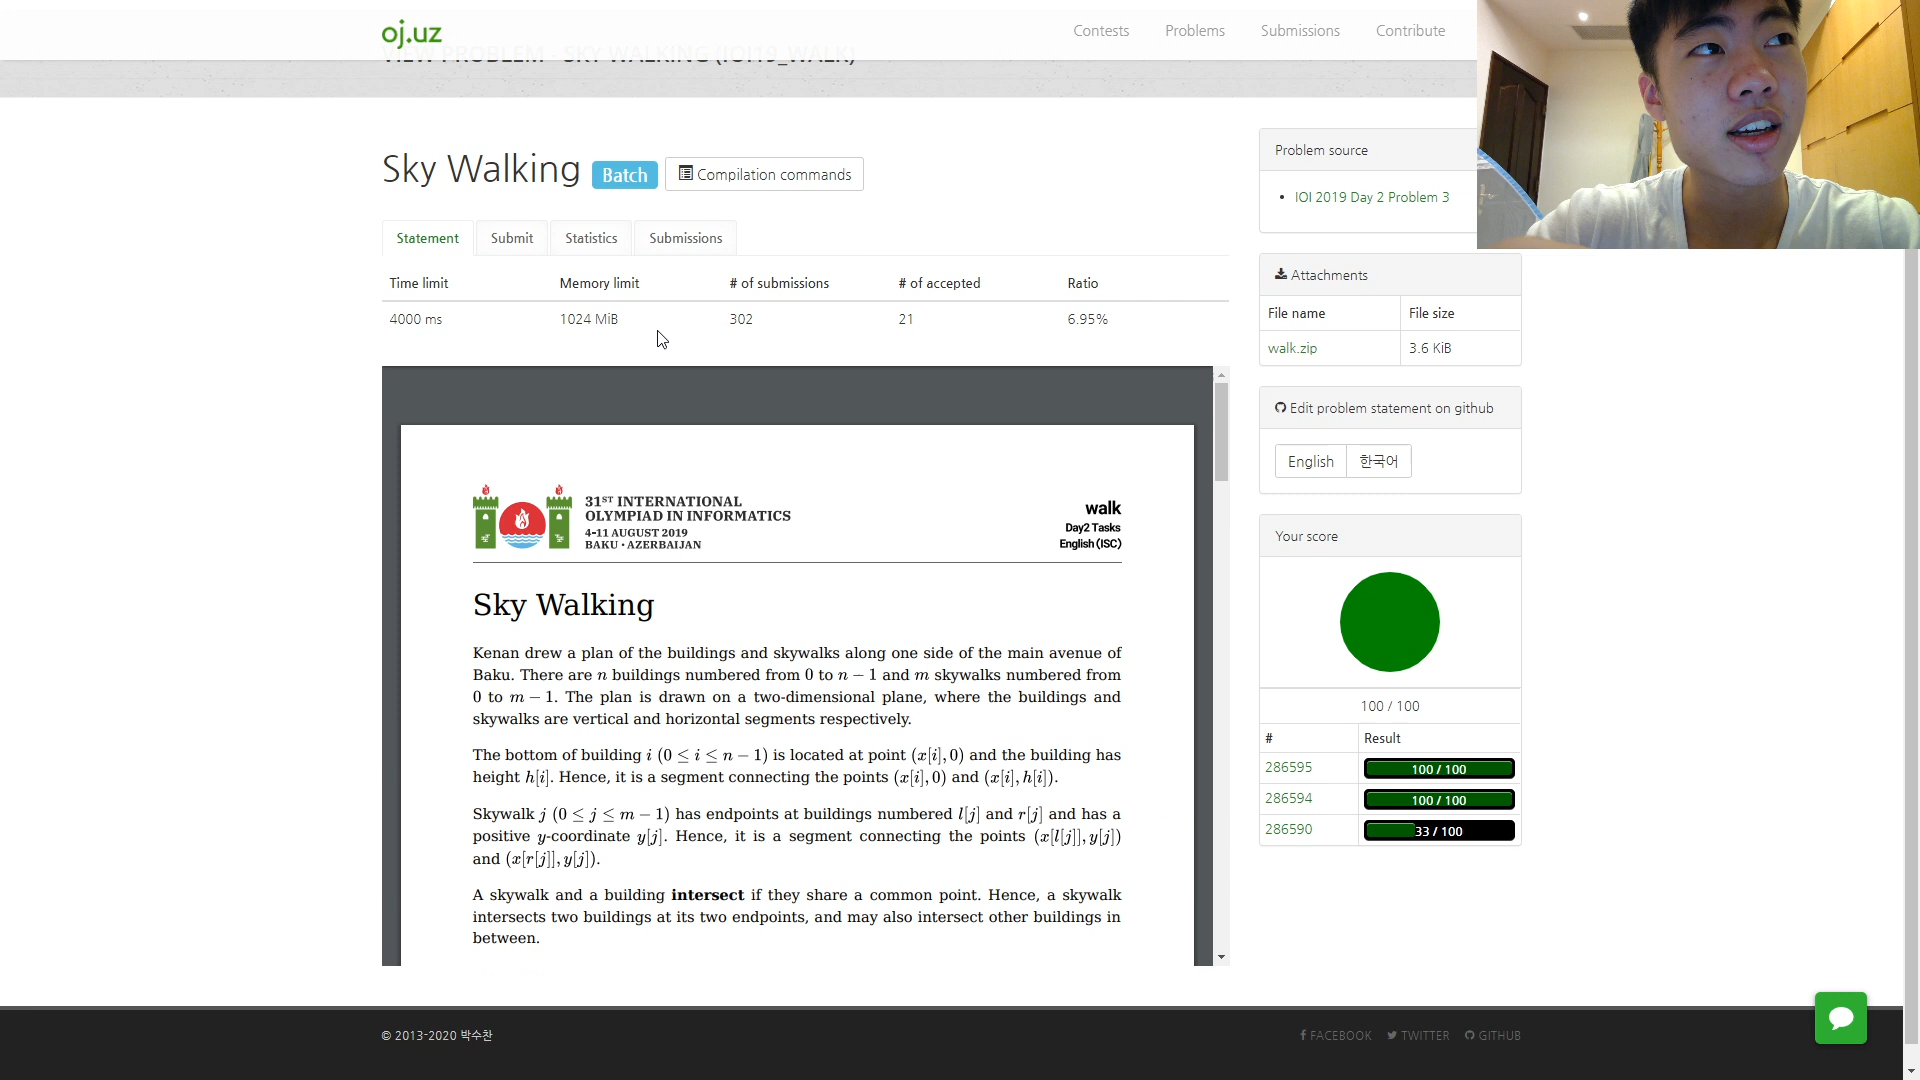 oj.uz
Contests Problems Submissions Contribute
VIEW PROBLEM - SKY WALKING (IOI19_WALK)
Sky Walking Batch Compilation commands
Statement Submit Statistics Submissions
Time limit Memory limit # of submissions # of accepted Ratio
4000 ms 1024 MiB 302 21 6.95%
31ST INTERNATIONAL
OLYMPIAD IN INFORMATICS
4-11 AUGUST 2019
BAKU • AZERBAIJAN
walk
Day2 Tasks
English (ISC)
Sky Walking
Kenan drew a plan of the buildings and skywalks along one side of the main avenue of
Baku. There are n buildings numbered from 0 to n − 1 and m skywalks numbered from
0 to m − 1. The plan is drawn on a two-dimensional plane, where the buildings and
skywalks are vertical and horizontal segments respectively.
The bottom of building i (0 ≤ i ≤ n − 1) is located at point (x[i], 0) and the building has
height h[i]. Hence, it is a segment connecting the points (x[i], 0) and (x[i], h[i]).
Skywalk j (0 ≤ j ≤ m − 1) has endpoints at buildings numbered l[j] and r[j] and has a
positive y-coordinate y[j]. Hence, it is a segment connecting the points (x[l[j]], y[j])
and (x[r[j]], y[j]).
A skywalk and a building intersect if they share a common point. Hence, a skywalk
intersects two buildings at its two endpoints, and may also intersect other buildings in
between.
Problem source
• IOI 2019 Day 2 Problem 3
Attachments
File name File size
walk.zip 3.6 KiB
Edit problem statement on github
English 한국어
Your score
100 / 100
# Result
286595 100 / 100
286594 100 / 100
286590 33 / 100
© 2013-2020 박수찬
FACEBOOK TWITTER GITHUB